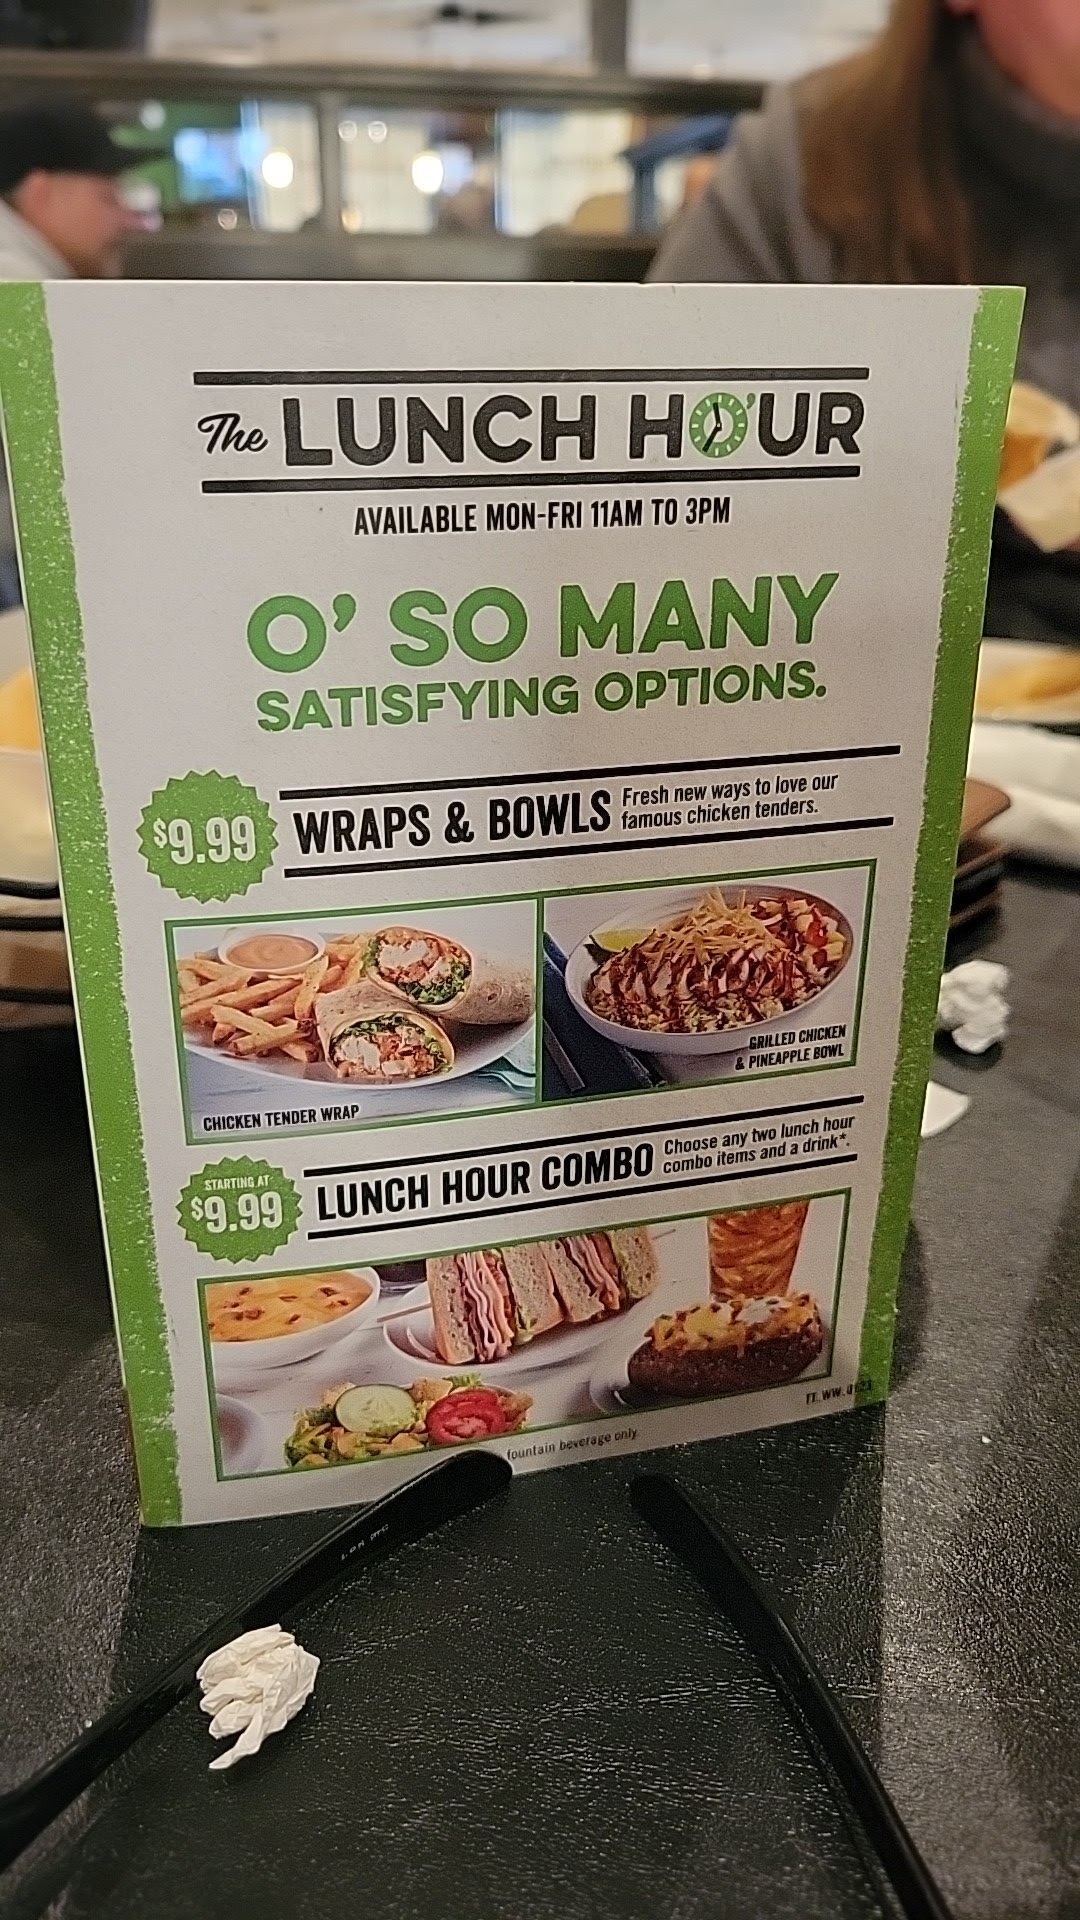 The LUNCH HO'UR
AVAILABLE MON-FRI 11AM TO 3PM
O' SO MANY
SATISFYING OPTIONS.
$9.99
WRAPS & BOWLS
Fresh new ways to love our
famous chicken tenders.
GRILLED CHICKEN
& PINEAPPLE BOWL
CHICKEN TENDER WRAP
STARTING AT
$9.99
LUNCH HOUR COMBO
Choose any two lunch hour
combo items and a drink*.
fountain beverage only.